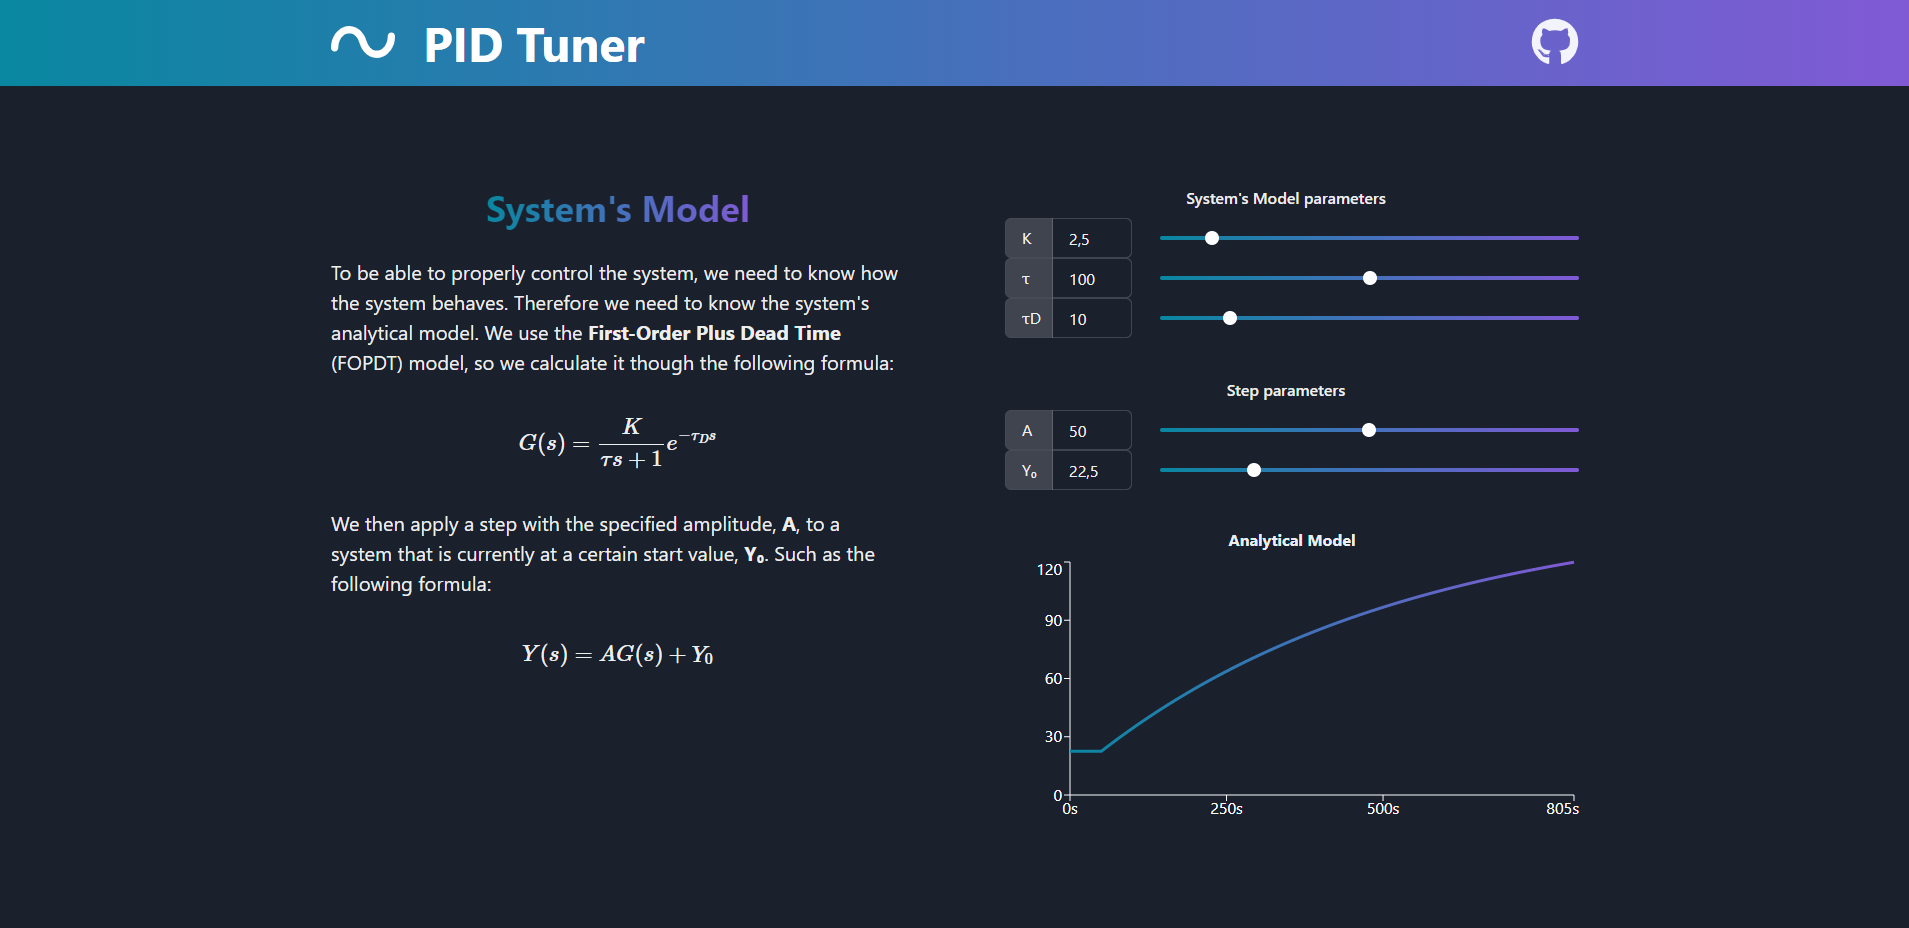 PID Tuner
System's Model
To be able to properly control the system, we need to know how
the system behaves. Therefore we need to know the system's
analytical model. We use the First-Order Plus Dead Time
(FOPDT) model, so we calculate it though the following formula:
G(s) = K / (τs + 1) e^(−τ_D s)
We then apply a step with the specified amplitude, A, to a
system that is currently at a certain start value, Y₀. Such as the
following formula:
Y(s) = AG(s) + Y₀
System's Model parameters
K 2,5
τ 100
τD 10
Step parameters
A 50
Y₀ 22,5
Analytical Model
120
90
60
30
0
0s 250s 500s 805s